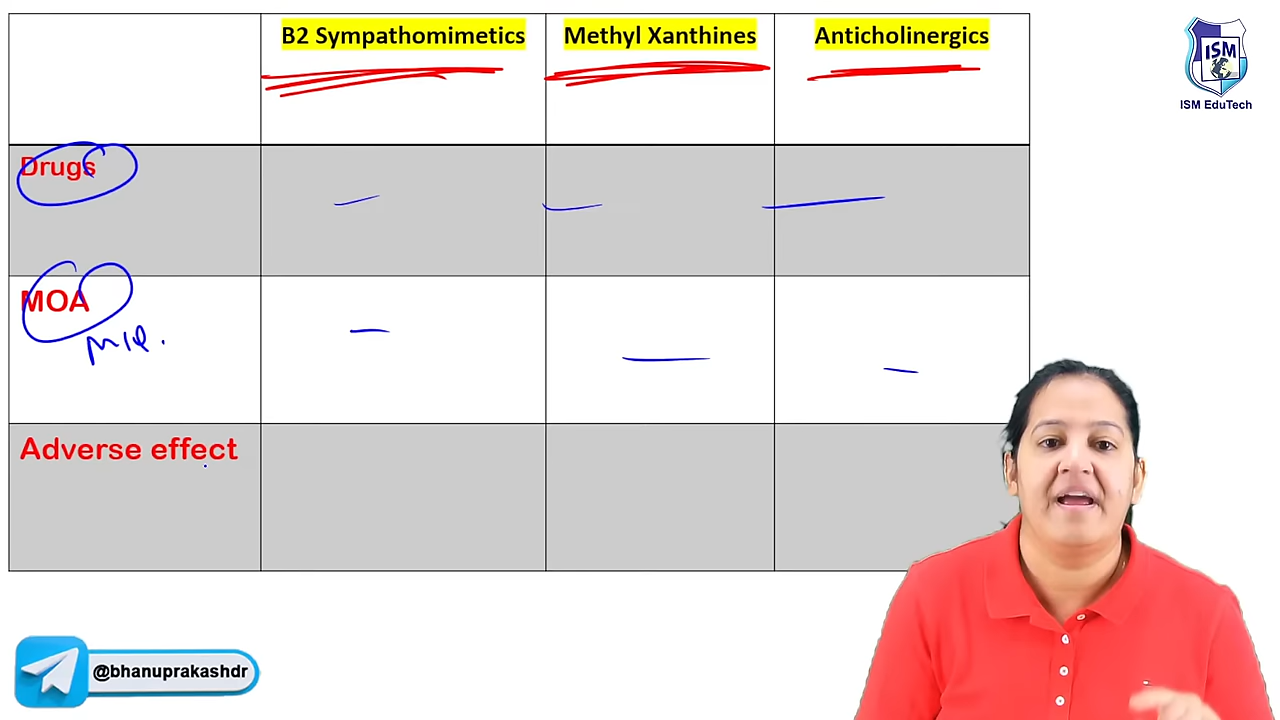 B2 Sympathomimetics
Methyl Xanthines
Anticholinergics
ISM
ISM EduTech
Drugs
MOA
Adverse effect
@bhanuprakashdr